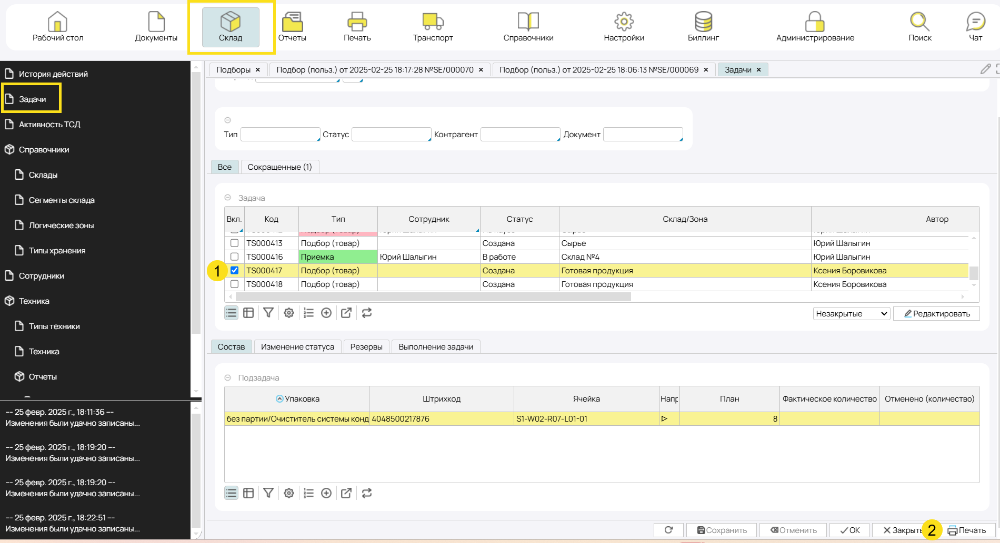 Рабочий стол
Документы
Склад
Отчеты
Печать
Транспорт
Справочники
Настройки
Биллинг
Администрирование
Поиск
Чат
История действий
Задачи
Активность ТСД
Справочники
Склады
Сегменты склада
Логические зоны
Типы хранения
Сотрудники
Техника
Типы техники
Техника
Отчеты
-- 25 февр. 2025 г., 18:11:36 --
Изменения были удачно записаны...
-- 25 февр. 2025 г., 18:19:20 --
Изменения были удачно записаны...
-- 25 февр. 2025 г., 18:19:20 --
Изменения были удачно записаны...
-- 25 февр. 2025 г., 18:22:51 --
Изменения были удачно записаны...
Подборы × Подбор (польз.) от 2025-02-25 18:17:28 №SE/000070 × Подбор (польз.) от 2025-02-25 18:06:13 №SE/000069 × Задачи ×
Тип Статус Контрагент Документ
Все Сокращенные (1)
Задача
Вкл. Код Тип Сотрудник Статус Склад/Зона Автор
TS000413 Подбор (товар) Создана Сырье Юрий Шалыгин
TS000416 Приемка Юрий Шалыгин В работе Склад №4 Юрий Шалыгин
1 TS000417 Подбор (товар) Создана Готовая продукция Ксения Боровикова
TS000418 Подбор (товар) Создана Готовая продукция Ксения Боровикова
Незакрытые Редактировать
Состав Изменение статуса Резервы Выполнение задачи
Подзадача
Упаковка Штрихкод Ячейка Напр План Фактическое количество Отменено (количество)
без партии/Очиститель системы конд 4048500217876 S1-W02-R07-L01-01 8
Сохранить Отменить OK Закрыть 2 Печать